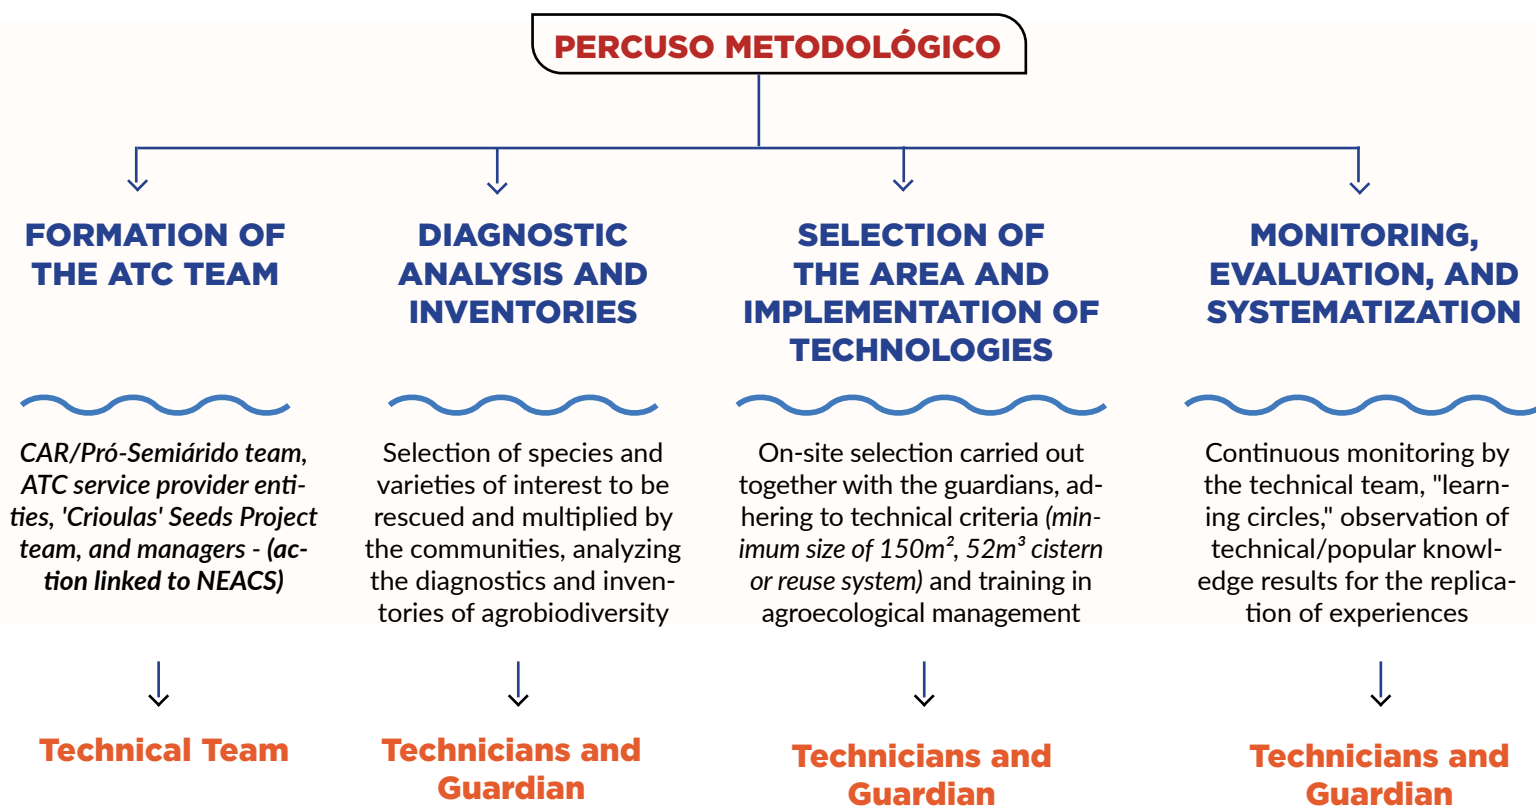 PERCUSO METODOLÓGICO
FORMATION OF
THE ATC TEAM
CAR/Pró-Semiárido team,
ATC service provider enti-
ties, 'Crioulas' Seeds Project
team, and managers - (ac-
tion linked to NEACS)
Technical Team
DIAGNOSTIC
ANALYSIS AND
INVENTORIES
Selection of species and
varieties of interest to be
rescued and multiplied by
the communities, analyzing
the diagnostics and inven-
tories of agrobiodiversity
Technicians and
Guardian
SELECTION OF
THE AREA AND
IMPLEMENTATION OF
TECHNOLOGIES
On-site selection carried out
together with the guardians, ad-
hering to technical criteria (min-
imum size of 150m², 52m³ cistern
or reuse system) and training in
agroecological management
Technicians and
Guardian
MONITORING,
EVALUATION, AND
SYSTEMATIZATION
Continuous monitoring by
the technical team, "learn-
ing circles," observation of
technical/popular knowl-
edge results for the replica-
tion of experiences
Technicians and
Guardian